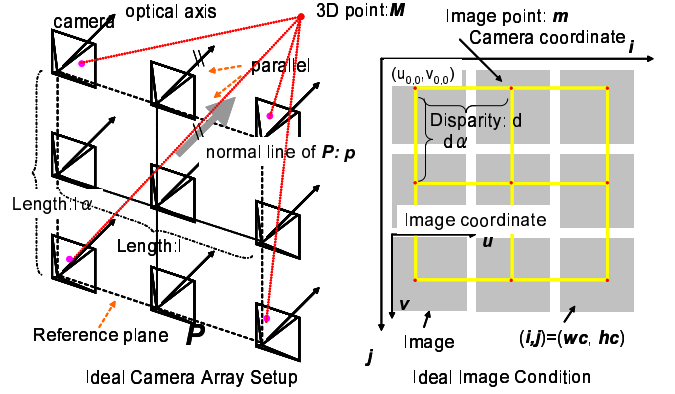 camera
optical axis
3D point:M
parallel
normal line of P: p
Length:lα
Length:l
Reference plane
P
Ideal Camera Array Setup
Image point: m
Camera coordinate
i
(u0,0,v0,0)
Disparity: d
dα
Image coordinate
u
v
j
Image
(i,j)=(wc, hc)
Ideal Image Condition